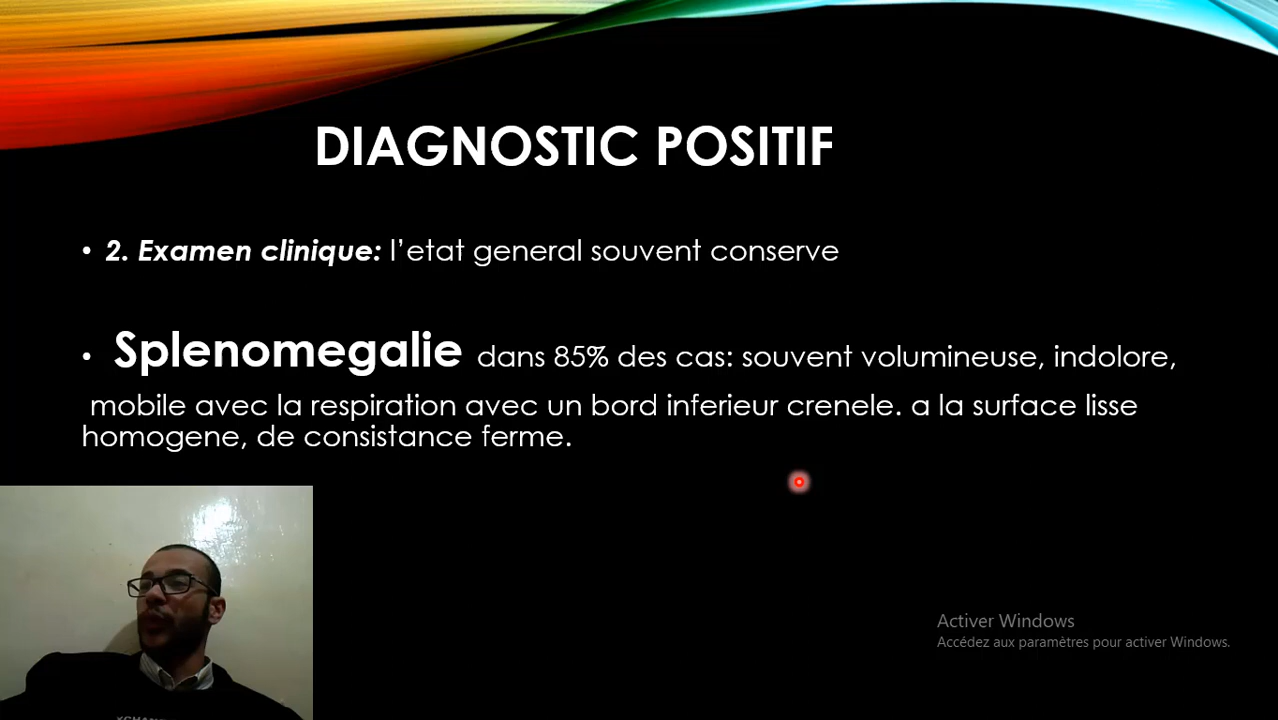 DIAGNOSTIC POSITIF
• 2. Examen clinique: l’etat general souvent conserve
• Splenomegalie dans 85% des cas: souvent volumineuse, indolore,
mobile avec la respiration avec un bord inferieur crenele. a la surface lisse
homogene, de consistance ferme.
Activer Windows
Accédez aux paramètres pour activer Windows.